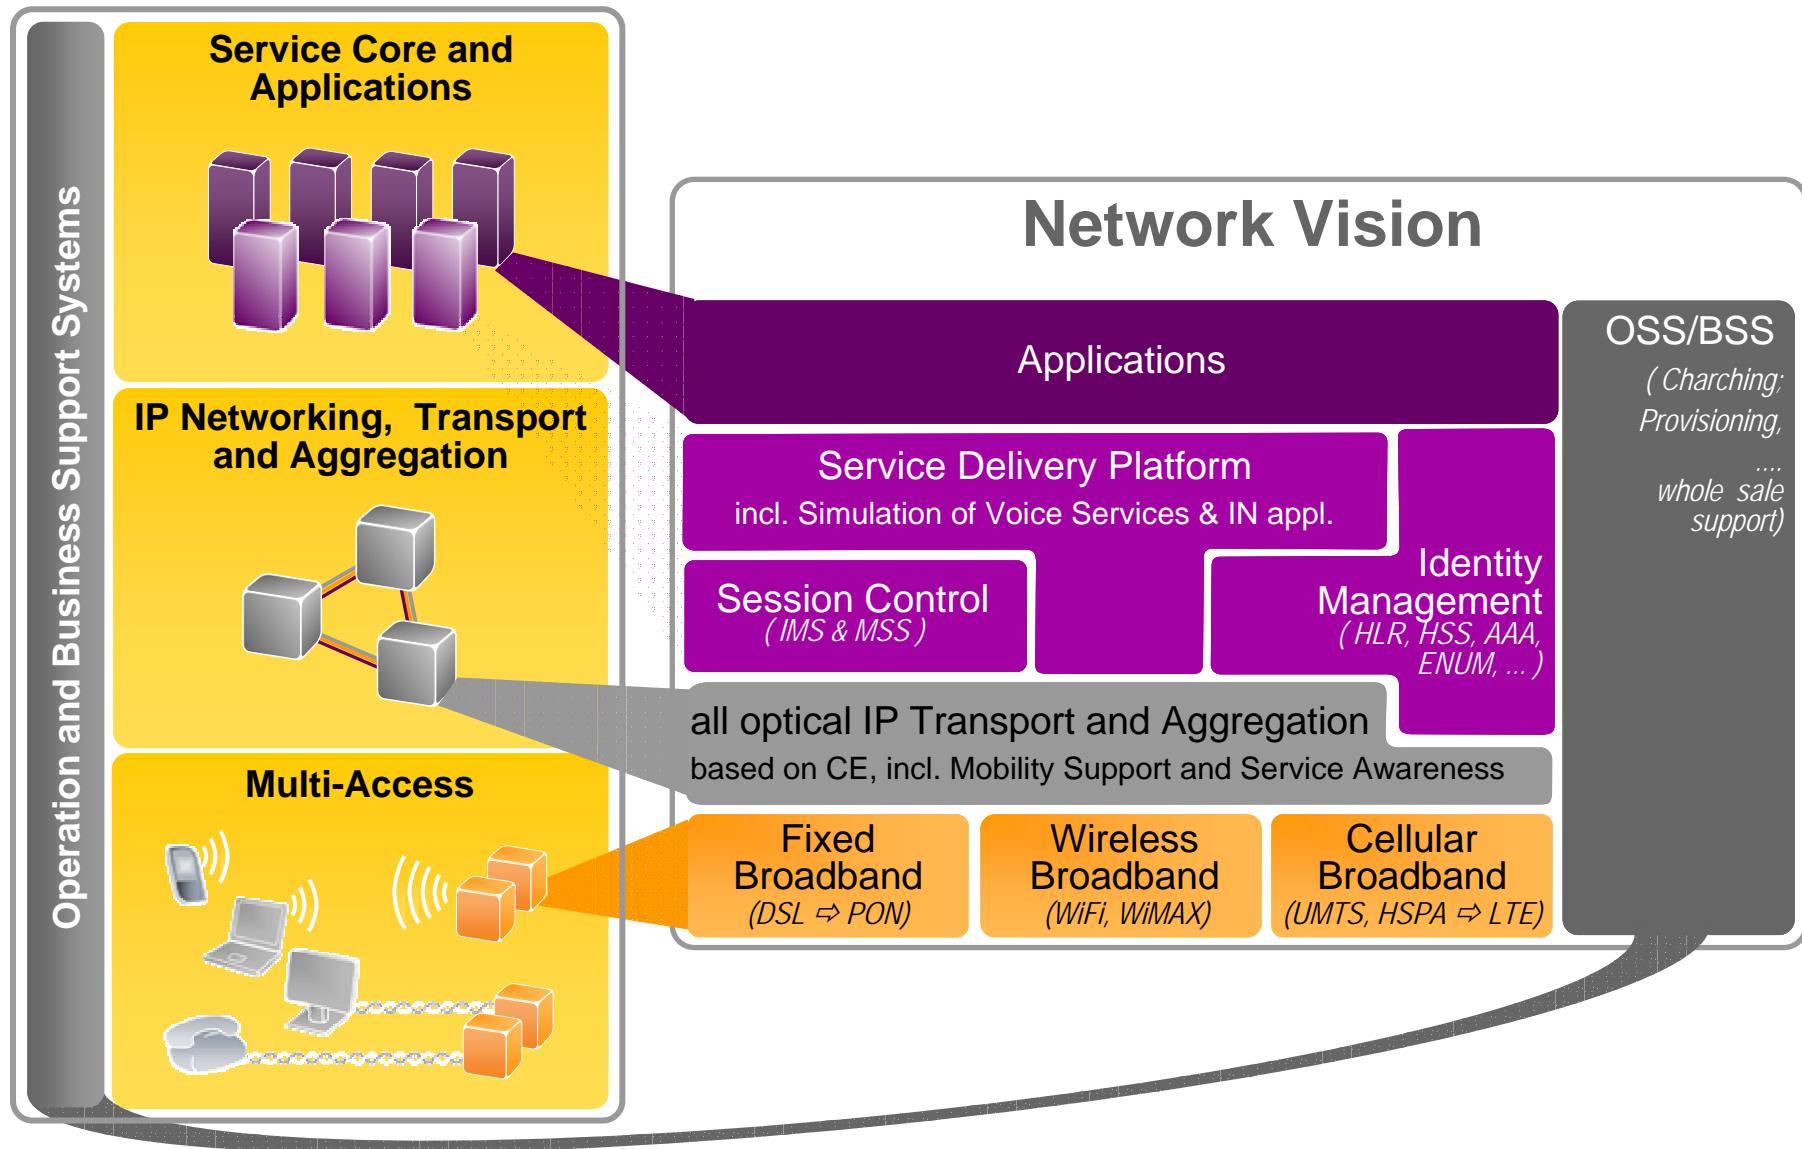 Operation and Business Support Systems
Service Core and
Applications
IP Networking, Transport
and Aggregation
Multi-Access
Network Vision
Applications
Service Delivery Platform
incl. Simulation of Voice Services & IN appl.
Session Control
( IMS & MSS )
Identity
Management
( HLR, HSS, AAA,
ENUM, ... )
all optical IP Transport and Aggregation
based on CE, incl. Mobility Support and Service Awareness
Fixed
Broadband
(DSL ⇨ PON)
Wireless
Broadband
(WiFi, WiMAX)
Cellular
Broadband
(UMTS, HSPA ⇨ LTE)
OSS/BSS
( Charching;
Provisioning,
....
whole sale
support)